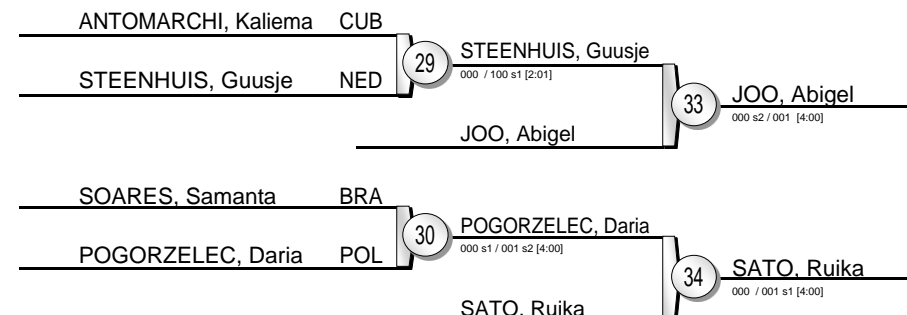 ANTOMARCHI, Kaliema CUB
STEENHUIS, Guusje NED
29
STEENHUIS, Guusje
000 / 100 s1 [2:01]
JOO, Abigel
33
JOO, Abigel
000 s2 / 001 [4:00]
SOARES, Samanta BRA
POGORZELEC, Daria POL
30
POGORZELEC, Daria
000 s1 / 001 s2 [4:00]
SATO, Ruika
34
SATO, Ruika
000 / 001 s1 [4:00]